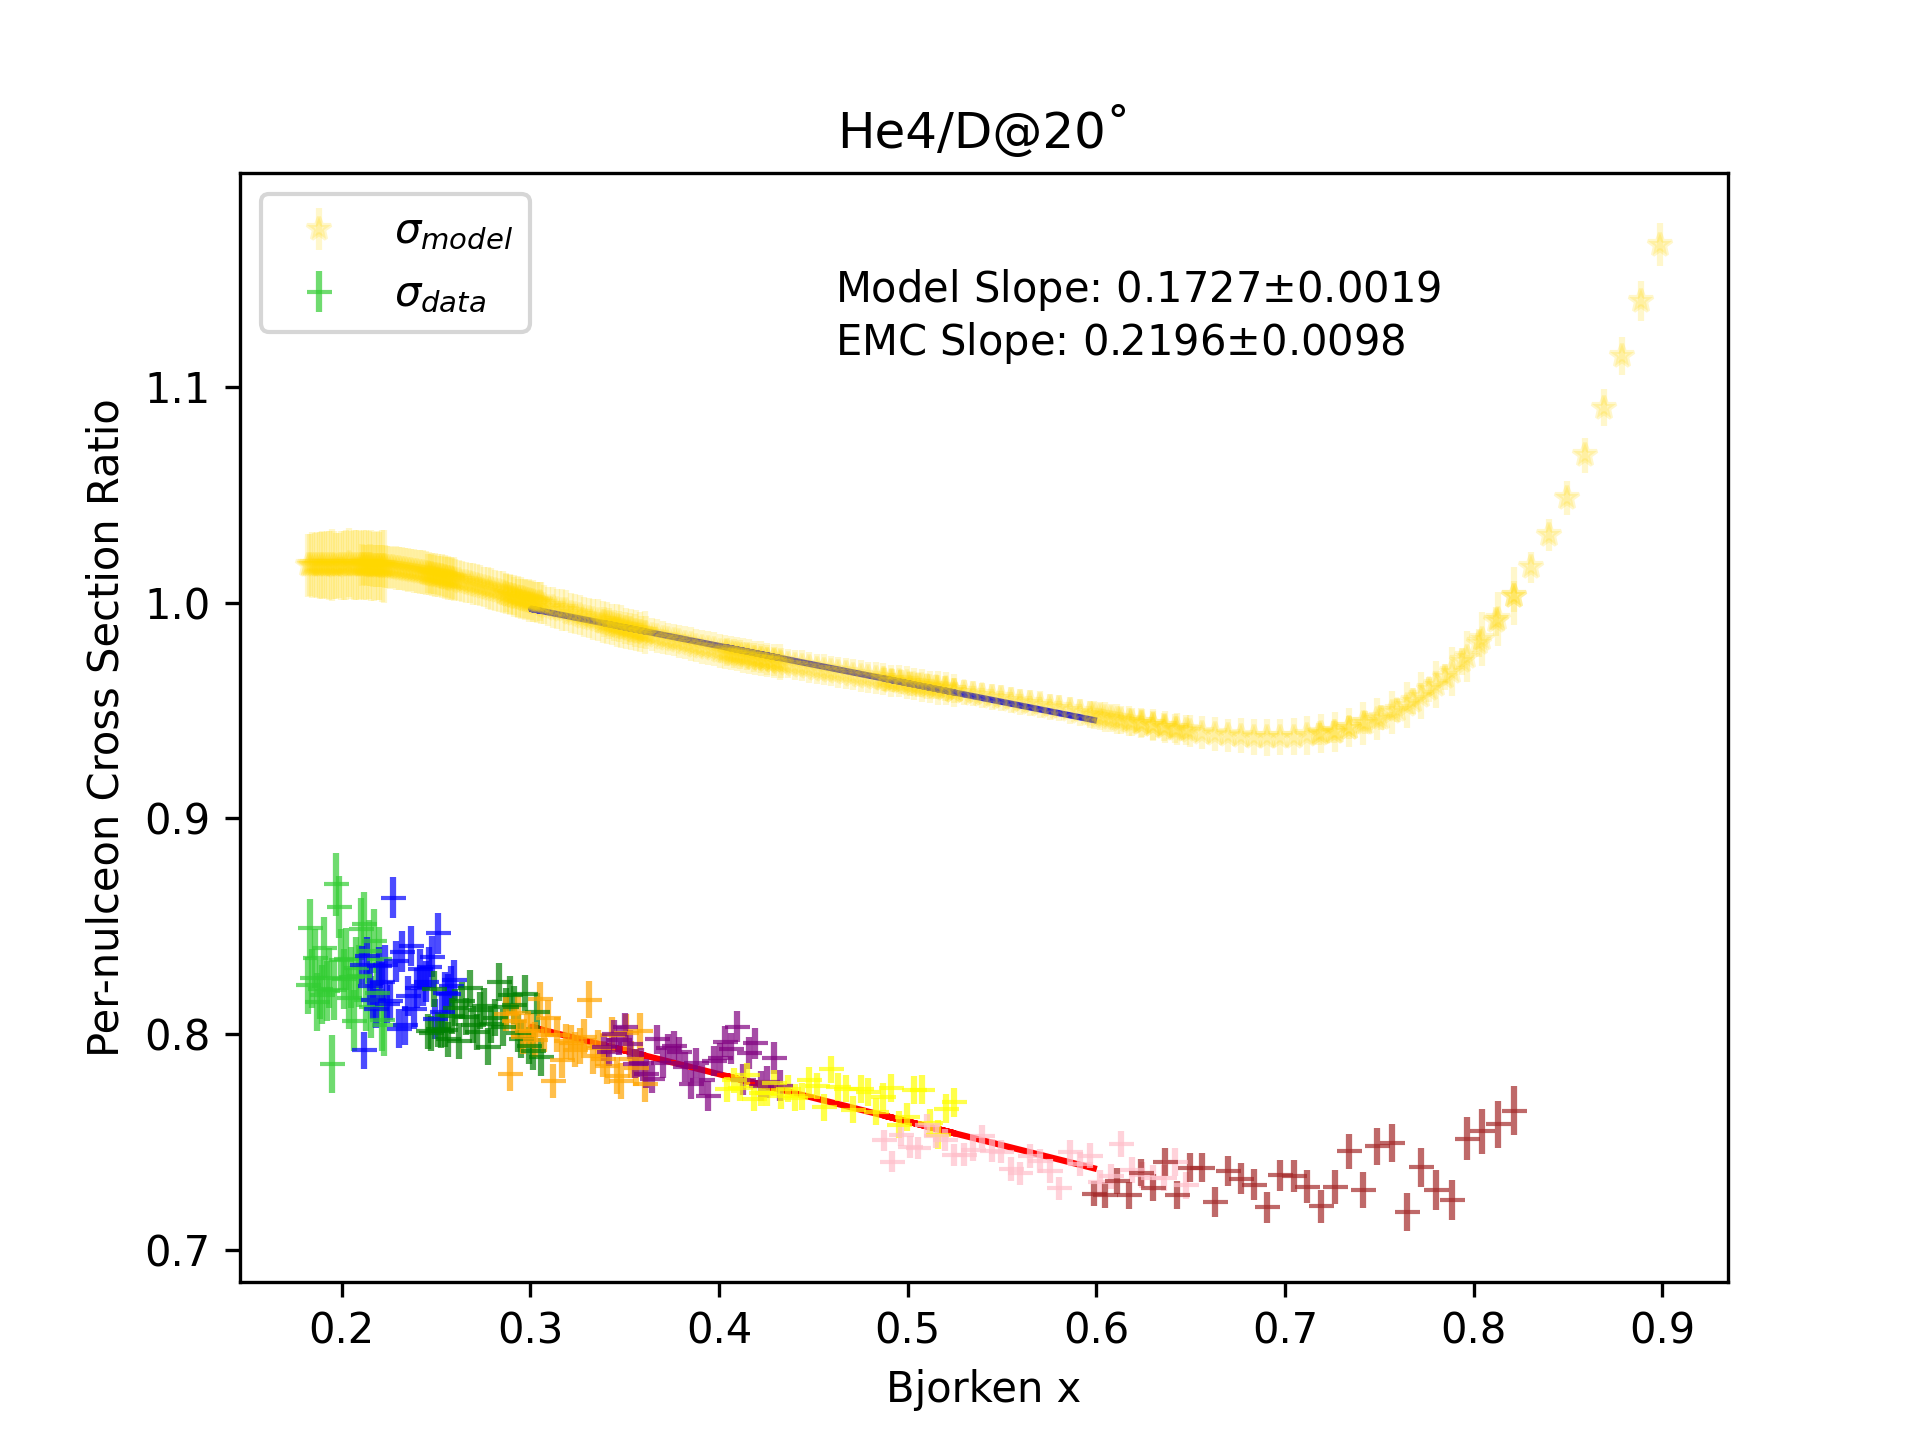 He4/D@20˚
σmodel
σdata
Model Slope: 0.1727±0.0019
EMC Slope: 0.2196±0.0098
Per-nulceon Cross Section Ratio
1.1
1.0
0.9
0.8
0.7
0.2 0.3 0.4 0.5 0.6 0.7 0.8 0.9
Bjorken x